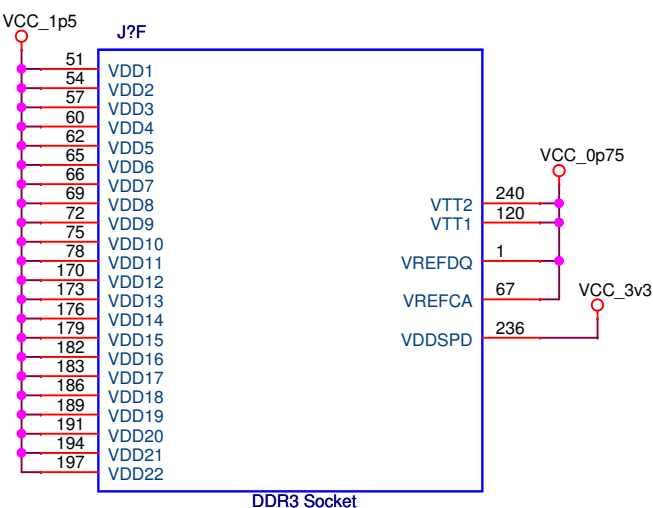 VCC_1p5
J?F
51 VDD1
54 VDD2
57 VDD3
60 VDD4
62 VDD5
65 VDD6
66 VDD7
69 VDD8
72 VDD9
75 VDD10
78 VDD11
170 VDD12
173 VDD13
176 VDD14
179 VDD15
182 VDD16
183 VDD17
186 VDD18
189 VDD19
191 VDD20
194 VDD21
197 VDD22
VCC_0p75
VTT2 240
VTT1 120
VREFDQ 1
VREFCA 67
VCC_3v3
VDDSPD 236
DDR3 Socket